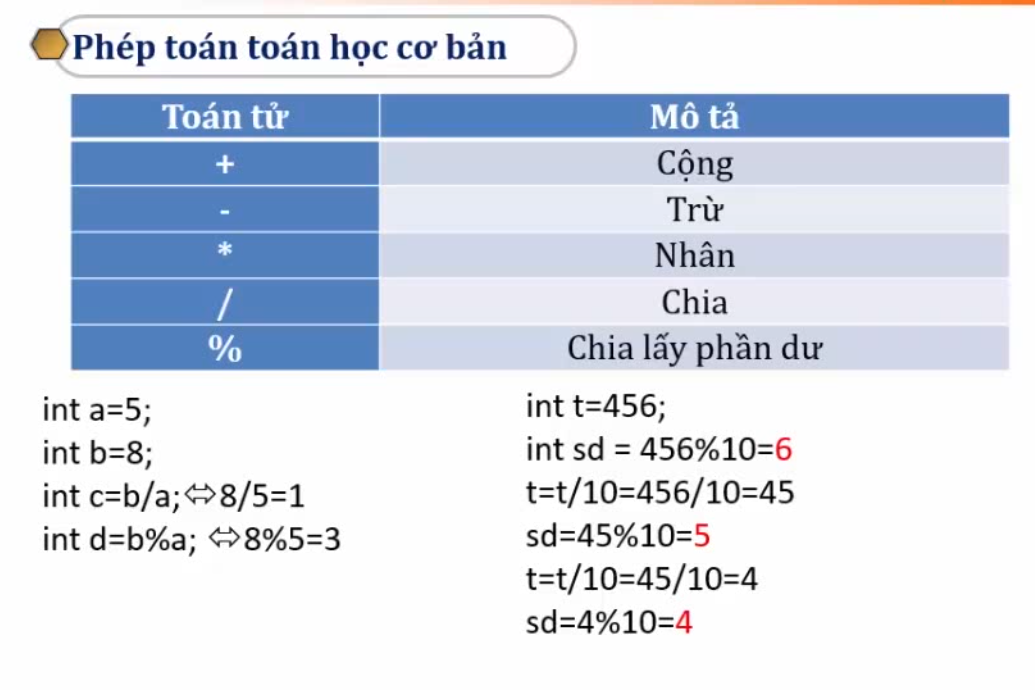 Phép toán toán học cơ bản
Toán tử Mô tả
+ Cộng
- Trừ
* Nhân
/ Chia
% Chia lấy phần dư
int a=5;
int b=8;
int c=b/a;⇔8/5=1
int d=b%a; ⇔8%5=3
int t=456;
int sd = 456%10=6
t=t/10=456/10=45
sd=45%10=5
t=t/10=45/10=4
sd=4%10=4